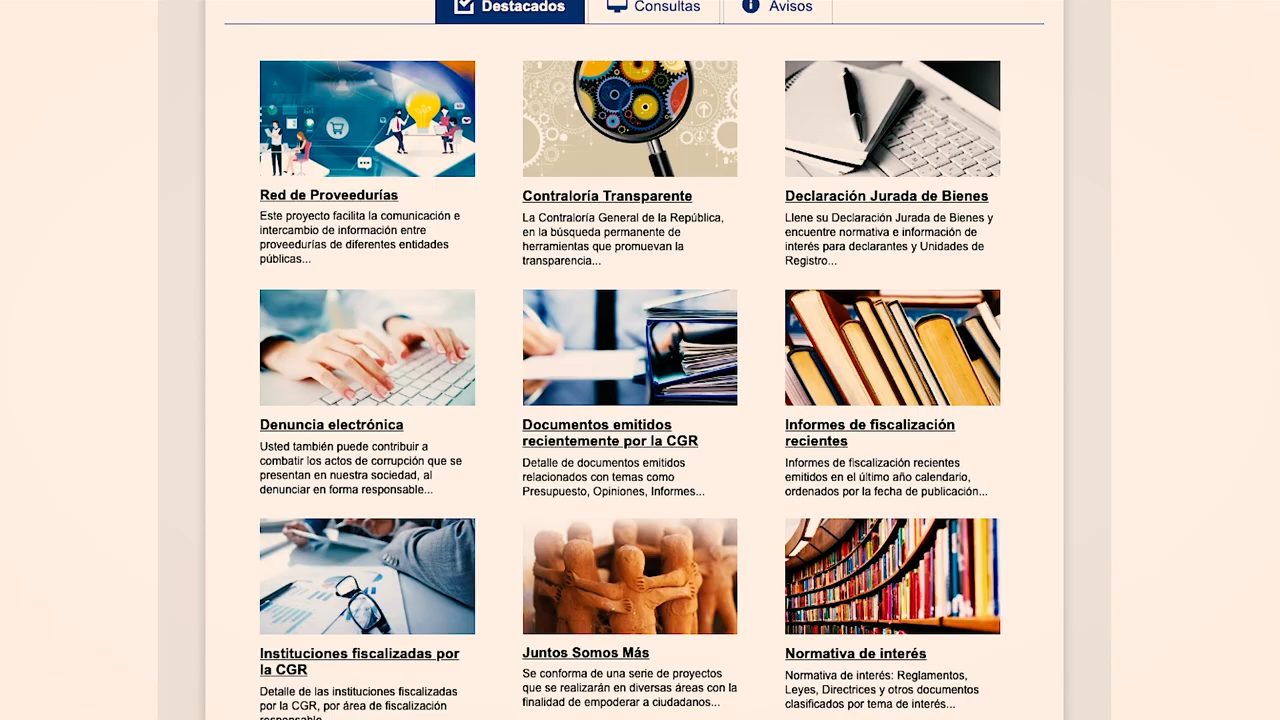 Destacados
Consultas
Avisos
Red de Proveedurías
Este proyecto facilita la comunicación e
intercambio de información entre
proveedurías de diferentes entidades
públicas...
Contraloría Transparente
La Contraloría General de la República,
en la búsqueda permanente de
herramientas que promuevan la
transparencia...
Declaración Jurada de Bienes
Llene su Declaración Jurada de Bienes y
encuentre normativa e información de
interés para declarantes y Unidades de
Registro...
Denuncia electrónica
Usted también puede contribuir a
combatir los actos de corrupción que se
presentan en nuestra sociedad, al
denunciar en forma responsable...
Documentos emitidos
recientemente por la CGR
Detalle de documentos emitidos
relacionados con temas como
Presupuesto, Opiniones, Informes...
Informes de fiscalización
recientes
Informes de fiscalización recientes
emitidos en el último año calendario,
ordenados por la fecha de publicación...
Instituciones fiscalizadas por
la CGR
Detalle de las instituciones fiscalizadas
por la CGR, por área de fiscalización
responsable
Juntos Somos Más
Se conforma de una serie de proyectos
que se realizarán en diversas áreas con la
finalidad de empoderar a ciudadanos...
Normativa de interés
Normativa de interés: Reglamentos,
Leyes, Directrices y otros documentos
clasificados por tema de interés...